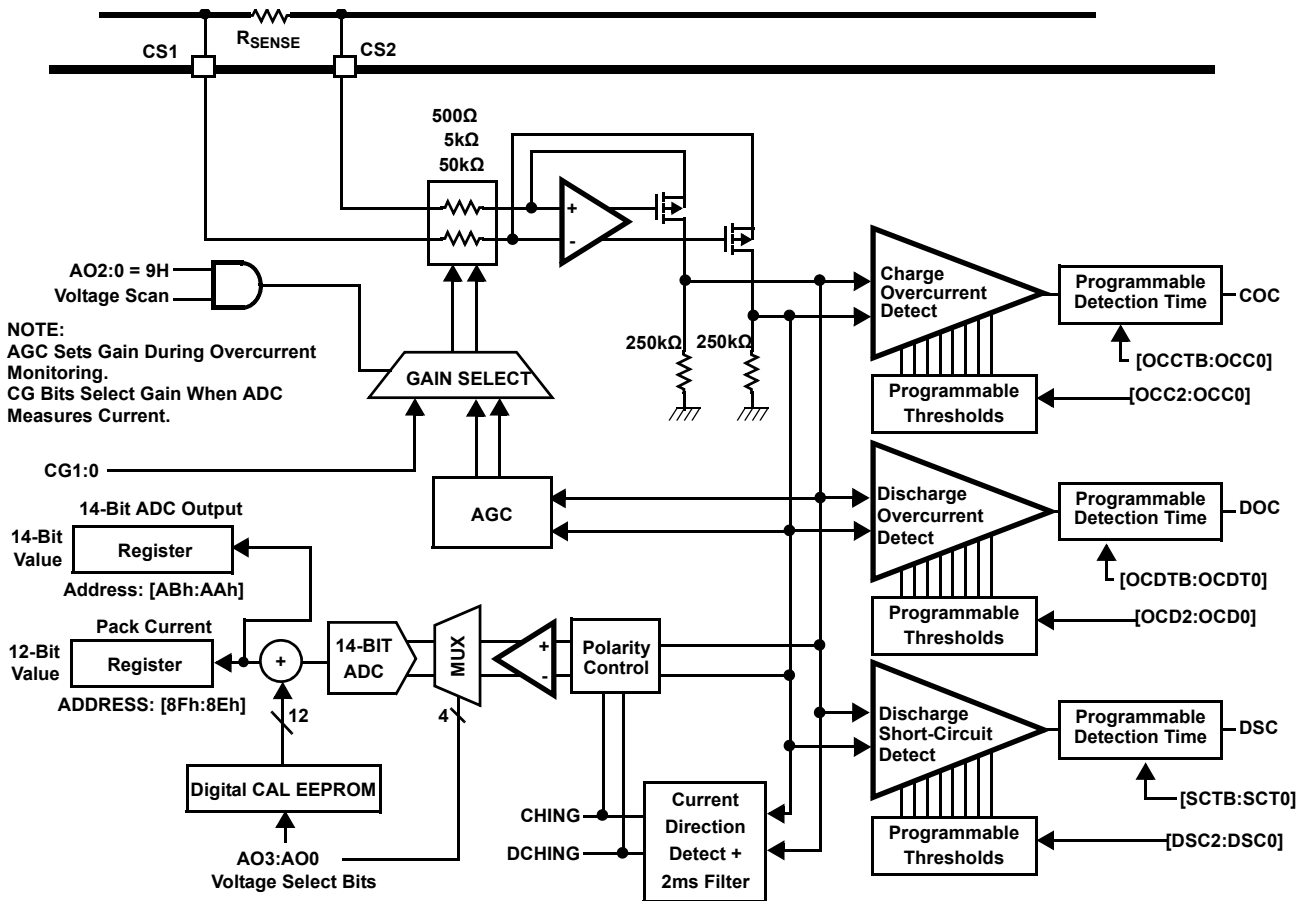 CS1
R_SENSE
CS2
500Ω
5kΩ
50kΩ
+
-
AO2:0 = 9H
Voltage Scan
NOTE:
AGC Sets Gain During Overcurrent
Monitoring.
CG Bits Select Gain When ADC
Measures Current.
GAIN SELECT
250kΩ
250kΩ
CG1:0
AGC
Charge
Overcurrent
Detect
Programmable
Detection Time
COC
[OCCTB:OCC0]
Programmable
Thresholds
[OCC2:OCC0]
Discharge
Overcurrent
Detect
Programmable
Detection Time
DOC
[OCDTB:OCDT0]
Programmable
Thresholds
[OCD2:OCD0]
14-Bit ADC Output
14-Bit
Value
Register
Address: [ABh:AAh]
Pack Current
12-Bit
Value
Register
ADDRESS: [8Fh:8Eh]
+
14-BIT
ADC
MUX
+
-
Polarity
Control
12
4
Digital CAL EEPROM
AO3:AO0
Voltage Select Bits
CHING
DCHING
Current
Direction
Detect +
2ms Filter
Discharge
Short-Circuit
Detect
Programmable
Detection Time
DSC
[SCTB:SCT0]
Programmable
Thresholds
[DSC2:DSC0]